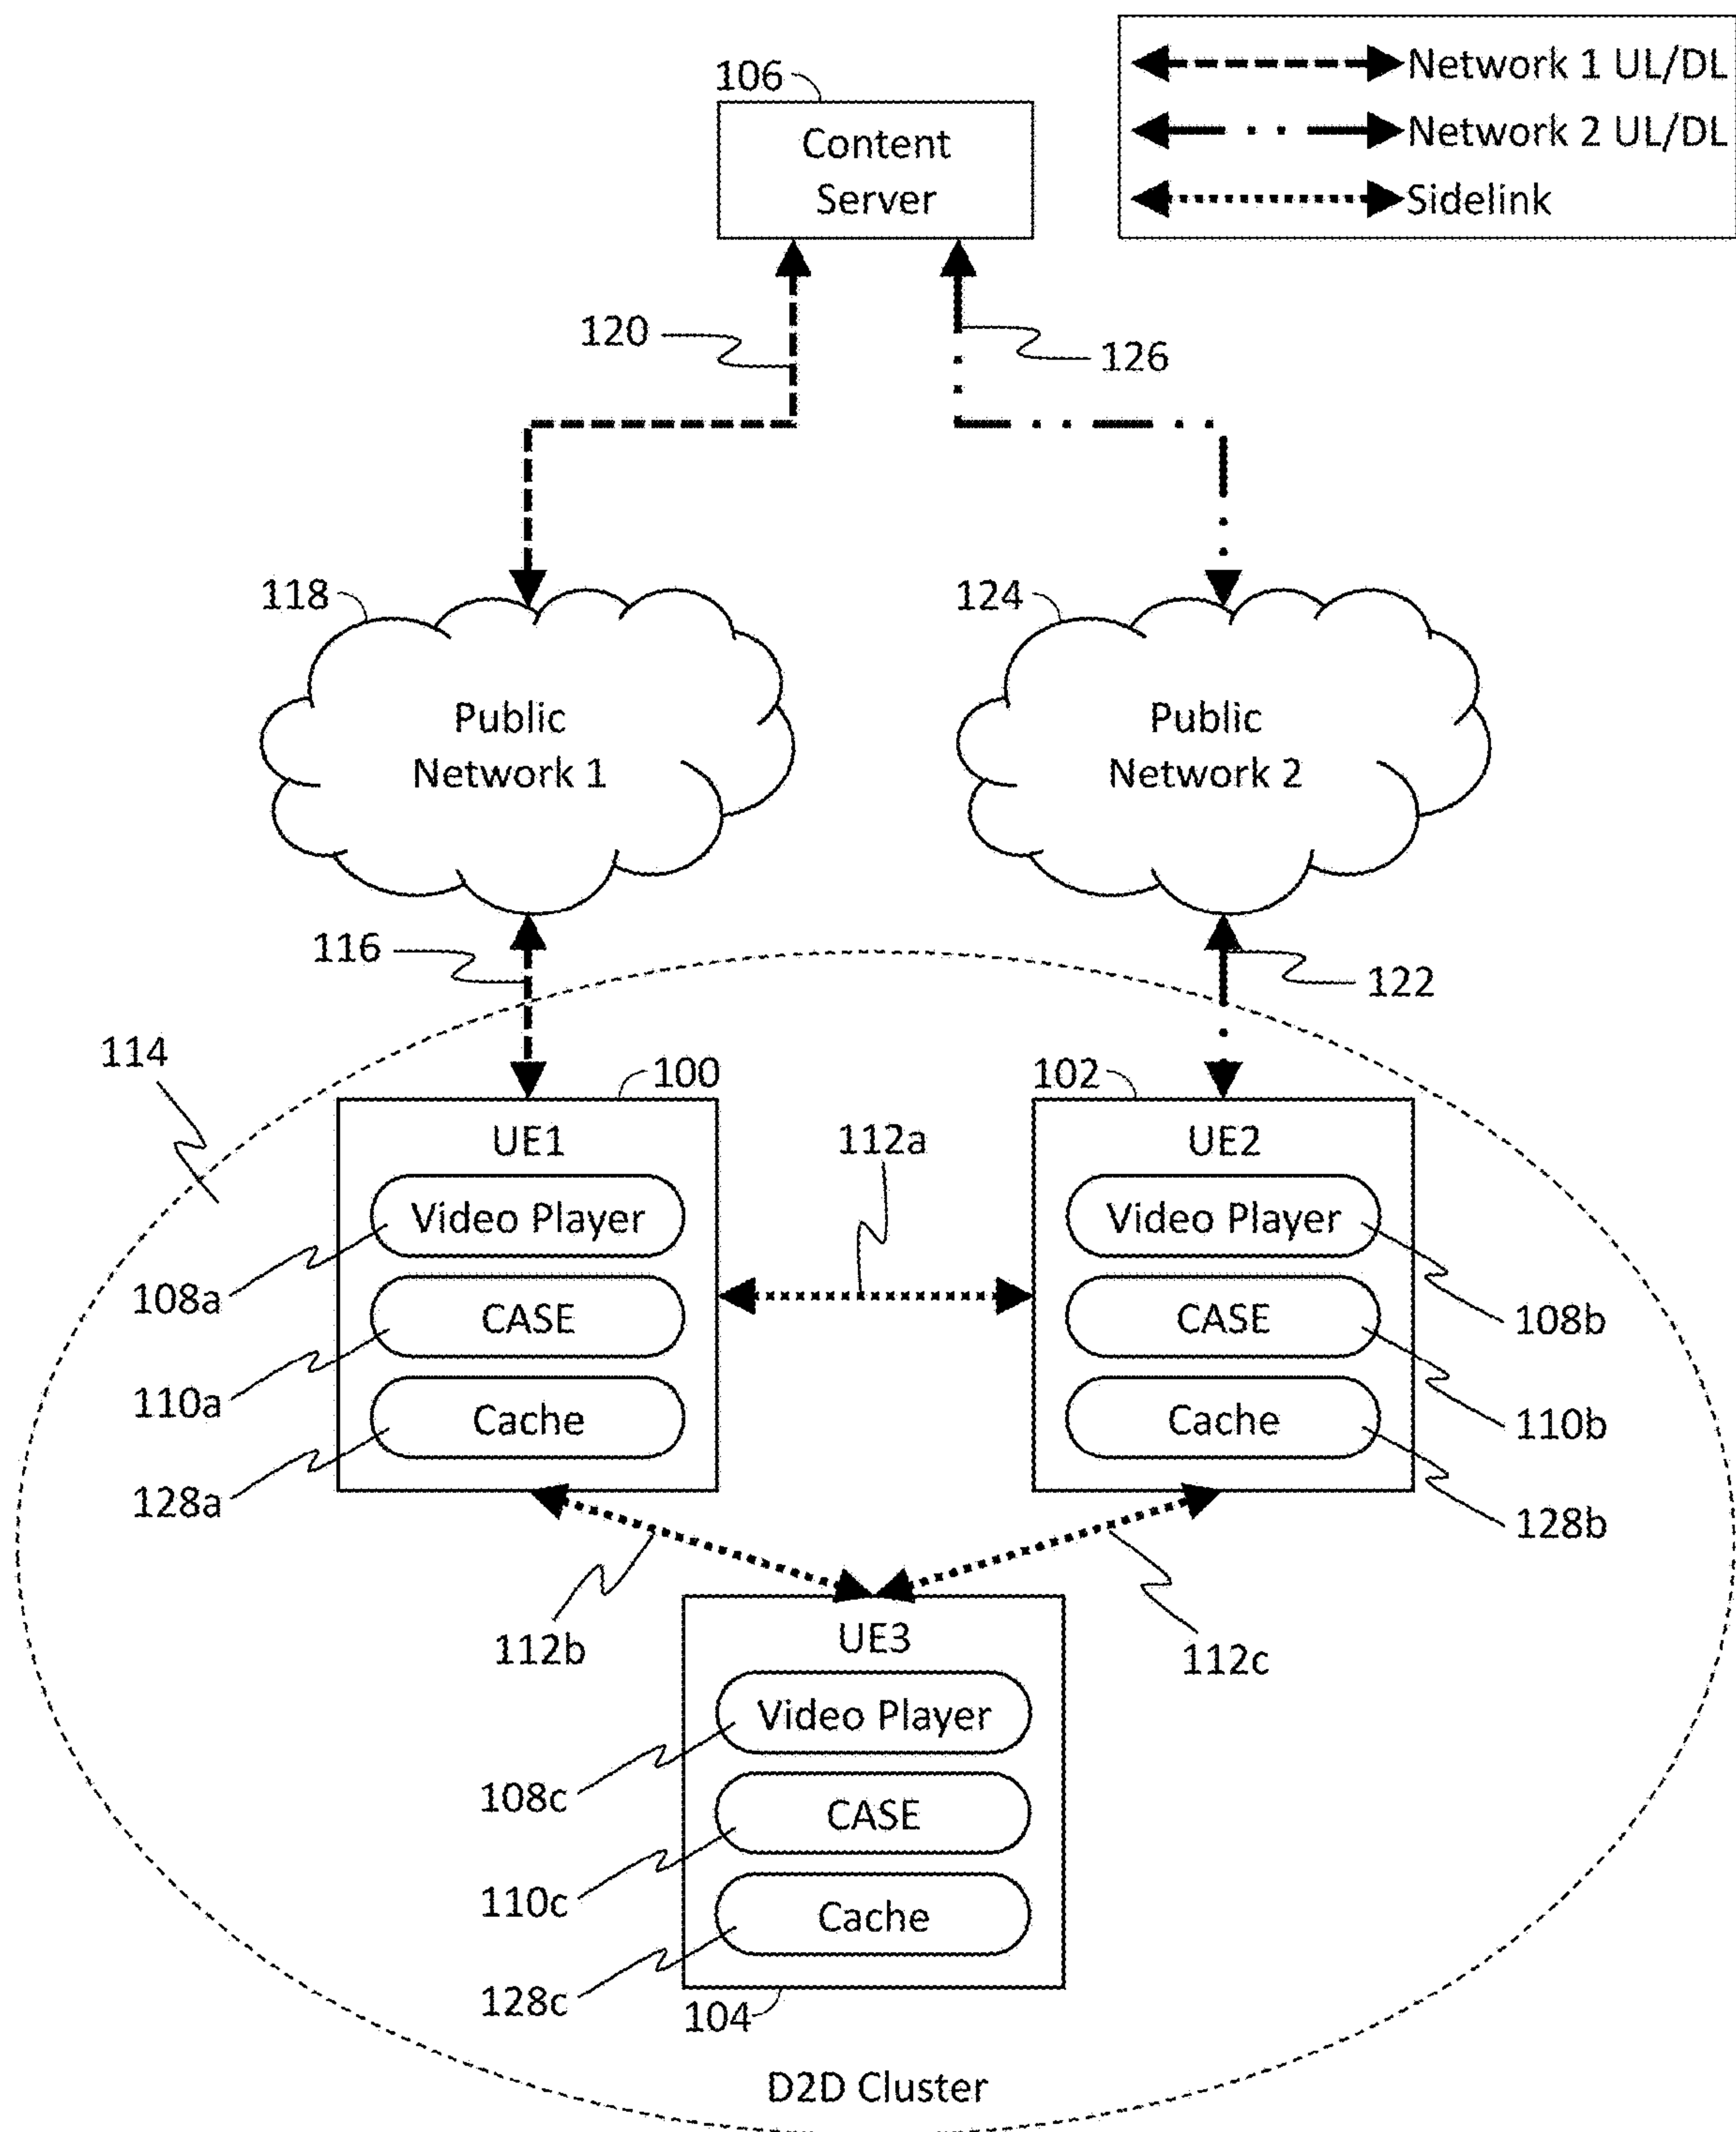 106
Content
Server
Network 1 UL/DL
Network 2 UL/DL
Sidelink
120
126
118
Public
Network 1
124
Public
Network 2
116
122
114
100
102
UE1
Video Player
CASE
Cache
112a
UE2
Video Player
CASE
Cache
108a
110a
128a
108b
110b
128b
112b
112c
UE3
Video Player
CASE
Cache
108c
110c
128c
104
D2D Cluster